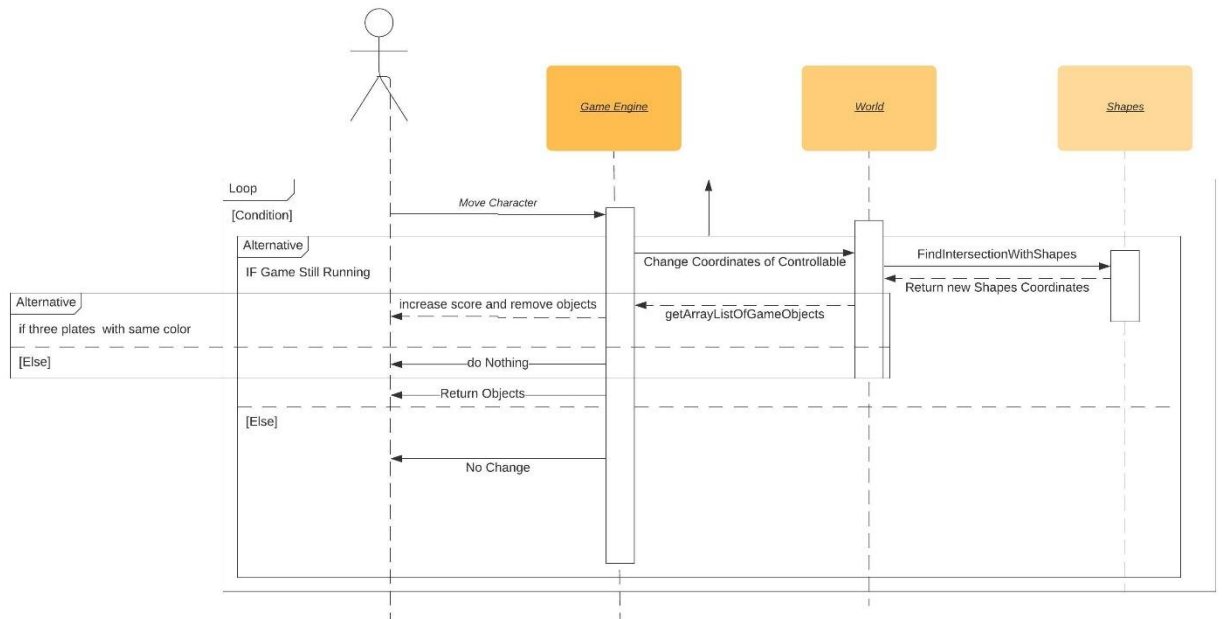 Game Engine
World
Shapes
Loop
[Condition]
Move Character
Alternative
IF Game Still Running
Change Coordinates of Controllable
FindIntersectionWithShapes
Return new Shapes Coordinates
Alternative
if three plates with same color
increase score and remove objects
getArrayListOfGameObjects
[Else]
do Nothing
Return Objects
[Else]
No Change